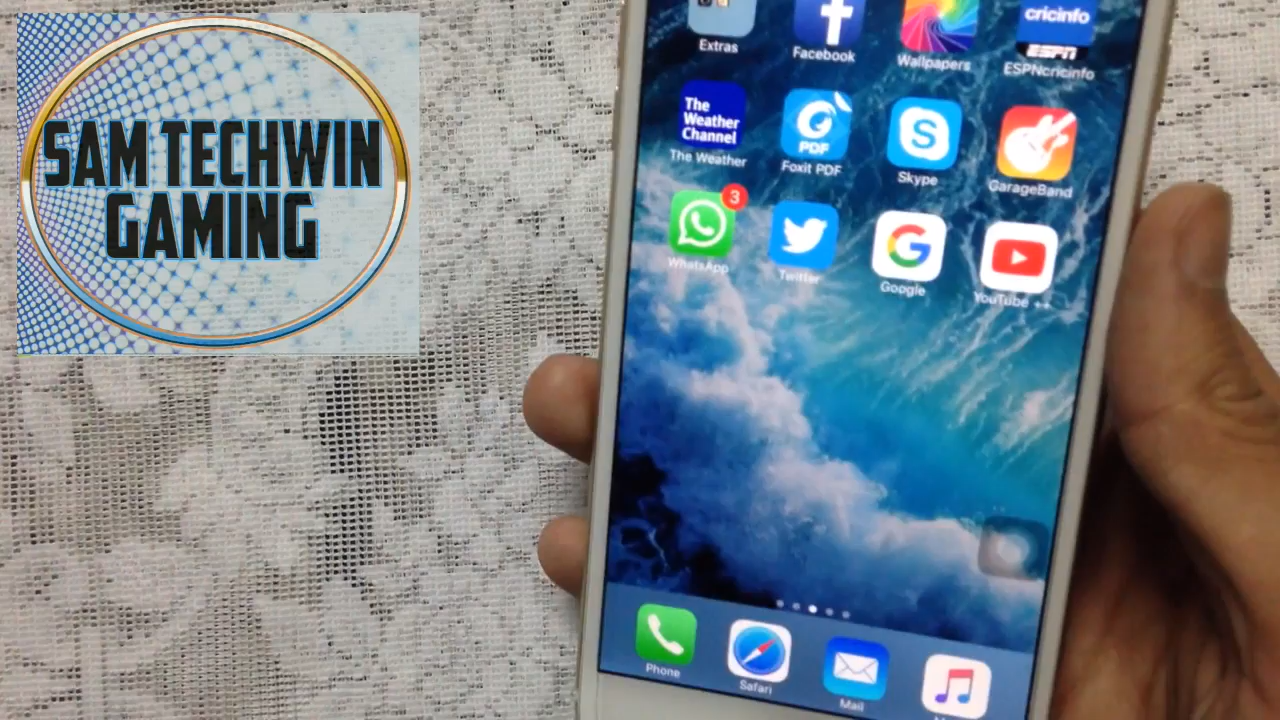 SAM TECHWIN
GAMING
Extras
Facebook
Wallpapers
cricinfo
ESPN
ESPNcricinfo
The
Weather
Channel
The Weather
PDF
Foxit PDF
Skype
GarageBand
3
WhatsApp
Twitter
Google
YouTube ++
Phone
Safari
Mail